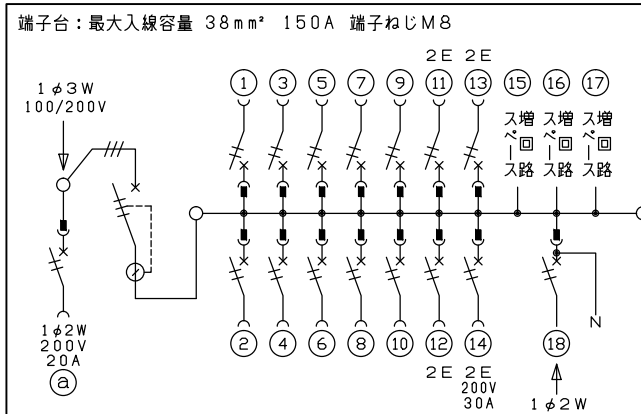 端子台：最大入線容量 38mm² 150A 端子ねじM8
2E 2E
1 3 5 7 9 11 13 15 16 17
1φ3W
100/200V
増回路スペース 増回路スペース 増回路スペース
1φ2W
200V
20A
a
2 4 6 8 10 12 14 18
N
2E 2E
200V
30A
1φ2W